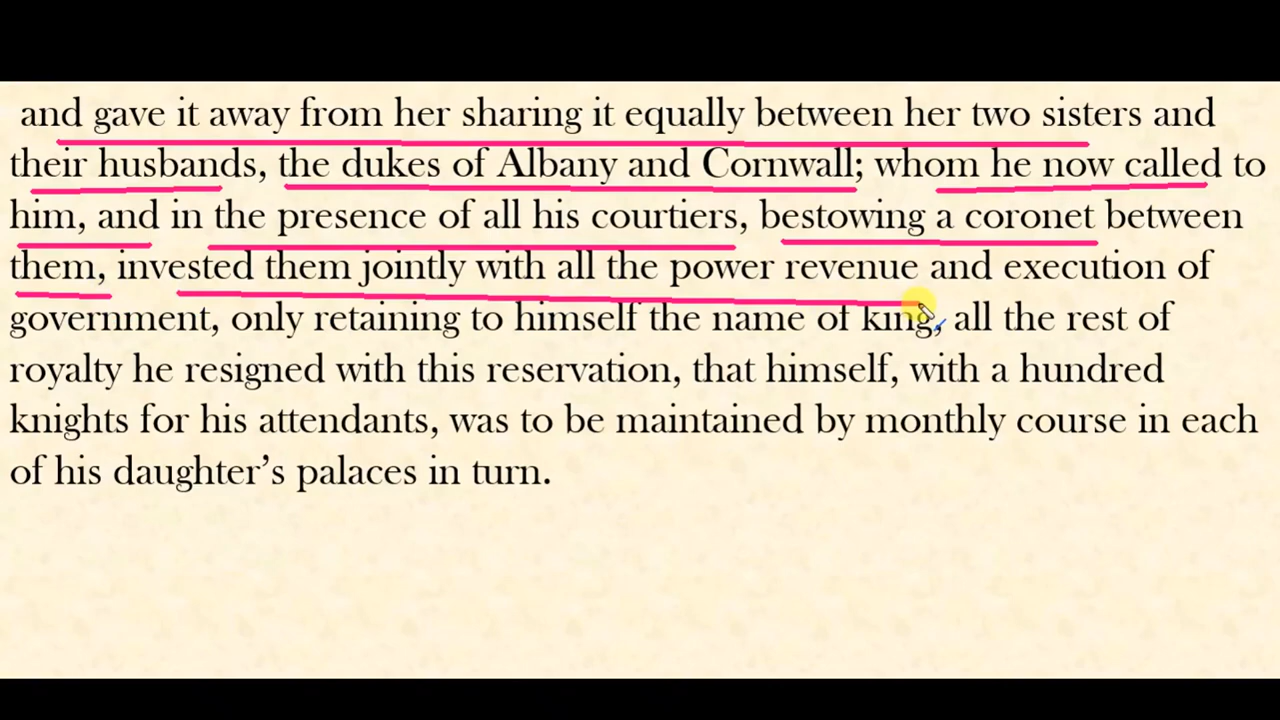 and gave it away from her sharing it equally between her two sisters and
their husbands, the dukes of Albany and Cornwall; whom he now called to
him, and in the presence of all his courtiers, bestowing a coronet between
them, invested them jointly with all the power revenue and execution of
government, only retaining to himself the name of king, all the rest of
royalty he resigned with this reservation, that himself, with a hundred
knights for his attendants, was to be maintained by monthly course in each
of his daughter’s palaces in turn.